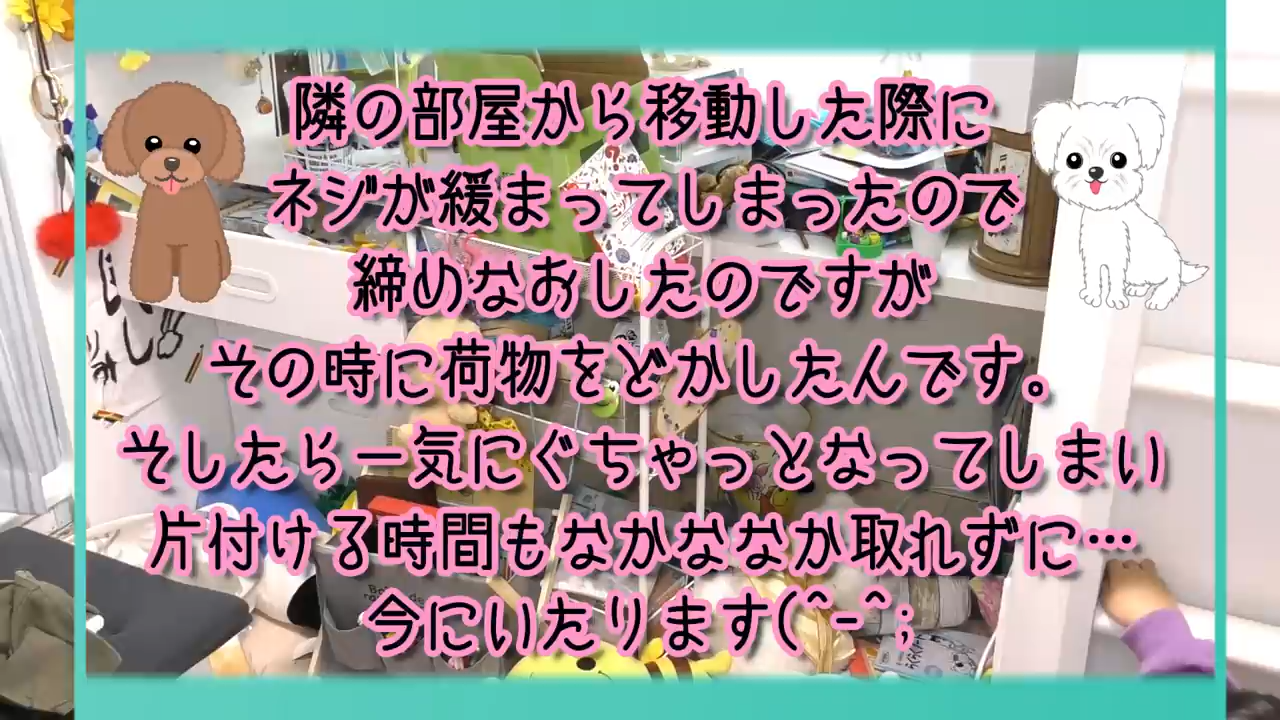 隣の部屋から移動した際に
ネジが緩まってしまったので
締めなおしたのですが
その時に荷物をどかしたんです。
そしたら一気にぐちゃっとなってしまい
片付ける時間もなかななか取れずに…
今にいたります(^-^;